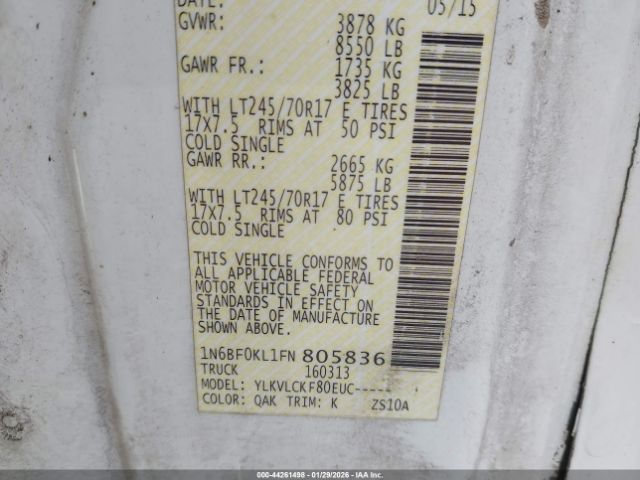 DATE: 05/15
GVWR: 3878 KG
8550 LB
GAWR FR.: 1735 KG
3825 LB
WITH LT245/70R17 E TIRES
17X7.5 RIMS AT 50 PSI
COLD SINGLE
GAWR RR.: 2665 KG
5875 LB
WITH LT245/70R17 E TIRES
17X7.5 RIMS AT 80 PSI
COLD SINGLE
THIS VEHICLE CONFORMS TO
ALL APPLICABLE FEDERAL
MOTOR VEHICLE SAFETY
STANDARDS IN EFFECT ON
THE DATE OF MANUFACTURE
SHOWN ABOVE.
1N6BF0KL1FN 805836
TRUCK 160313
MODEL: YLKVLCKF80EUC-----
COLOR: QAK TRIM: K ZS10A
000-44261498 - 01/29/2026 - IAA Inc.